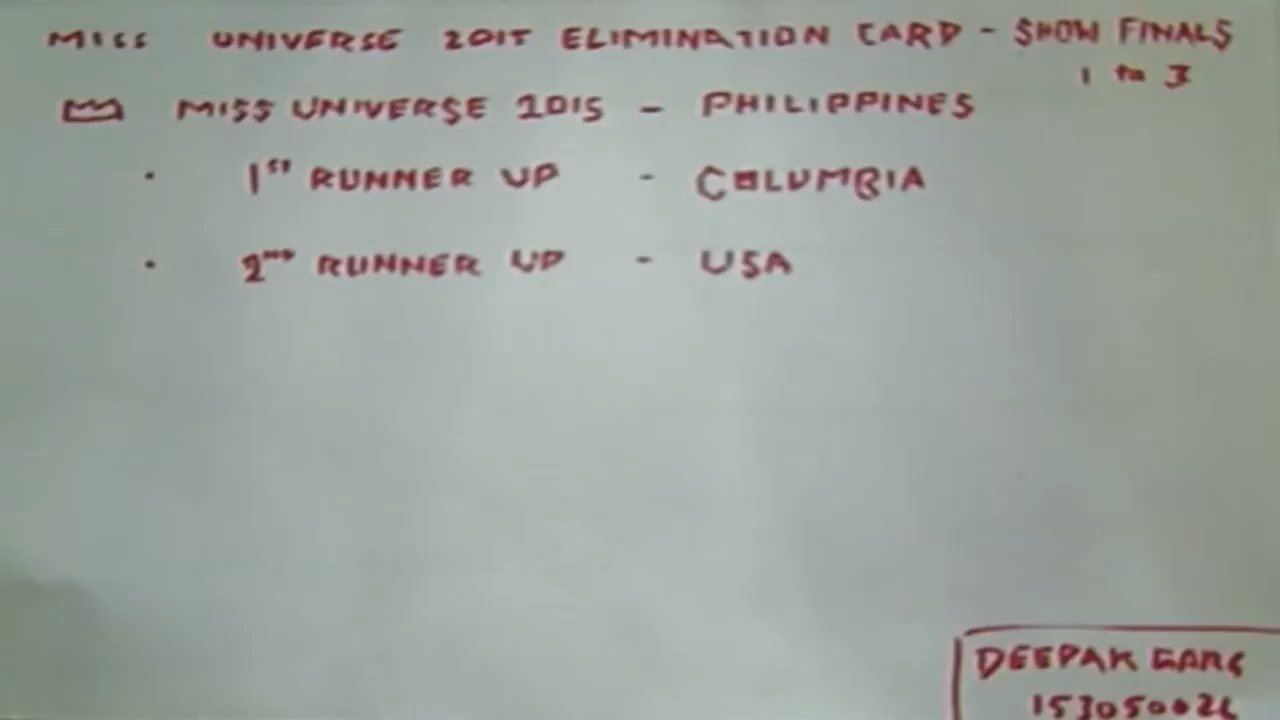 MISS UNIVERSE 2015 ELIMINATION CARD - SHOW FINALS
1 to 3
MISS UNIVERSE 2015 - PHILIPPINES
• 1ST RUNNER UP - COLUMBIA
• 2ND RUNNER UP - USA
DEEPAK GARG
153050026